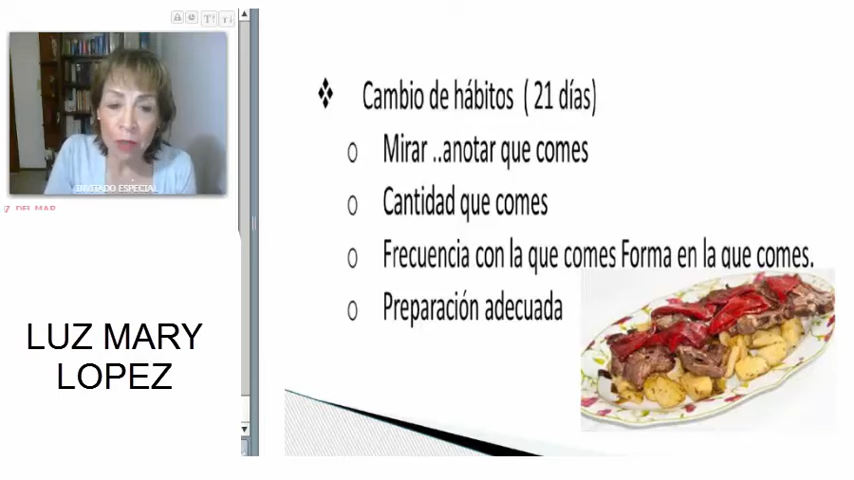 INVITADO ESPECIAL
LUZ MARY
LOPEZ
Cambio de hábitos ( 21 días)
Mirar ..anotar que comes
Cantidad que comes
Frecuencia con la que comes Forma en la que comes.
Preparación adecuada